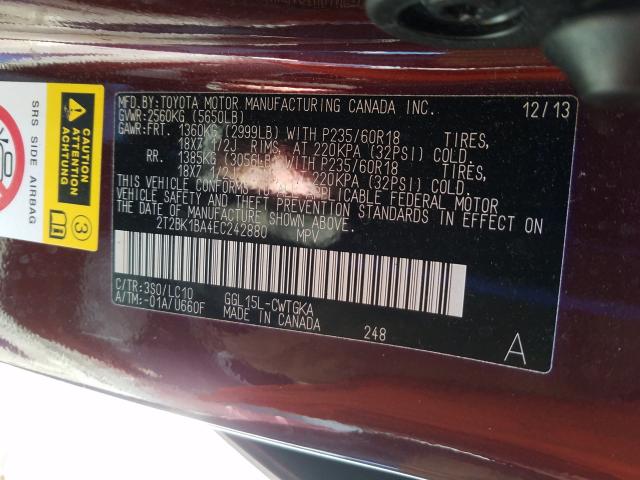 MFD.BY:TOYOTA MOTOR MANUFACTURING CANADA INC. 12/13
GVWR:2560KG (5650LB)
GAWR:FRT. 1360KG (2999LB) WITH P235/60R18 TIRES,
18X7 1/2J RIMS, AT 220KPA (32PSI) COLD.
RR. 1385KG (3056LB) WITH P235/60R18 TIRES,
18X7 1/2J RIMS, AT 220KPA (32PSI) COLD.
THIS VEHICLE CONFORMS TO ALL APPLICABLE FEDERAL MOTOR
VEHICLE SAFETY AND THEFT PREVENTION STANDARDS IN EFFECT ON
THE DATE OF MANUFACTURE SHOWN ABOVE.
2T2BK1BA4EC242880 MPV
C/TR:3S0/LC10
A/TM:-01A/U660F
GGL15L-CWTGKA
MADE IN CANADA
248
A
SRS SIDE AIRBAG
CAUTION
ATTENTION
ACHTUNG
3